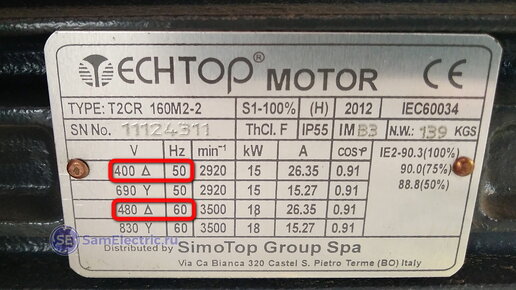 TECHTOP® MOTOR CE
TYPE: T2CR 160M2-2 S1-100% (H) 2012 IEC60034
SN No. 11124311 ThCl. F IP55 IM B3 N.W.: 139 KGS
V Hz min⁻¹ kW A cosφ IE2-90.3(100%)
400 Δ 50 2920 15 26.35 0.91 90.0(75%)
690 Y 50 2920 15 15.27 0.91 88.8(50%)
480 Δ 60 3500 18 26.35 0.91
830 Y 60 3500 18 15.27 0.91
Distributed by SimoTop Group Spa
Via Ca Bianca 320 Castel S. Pietro Terme (BO) Italy
SE SamElectric.ru